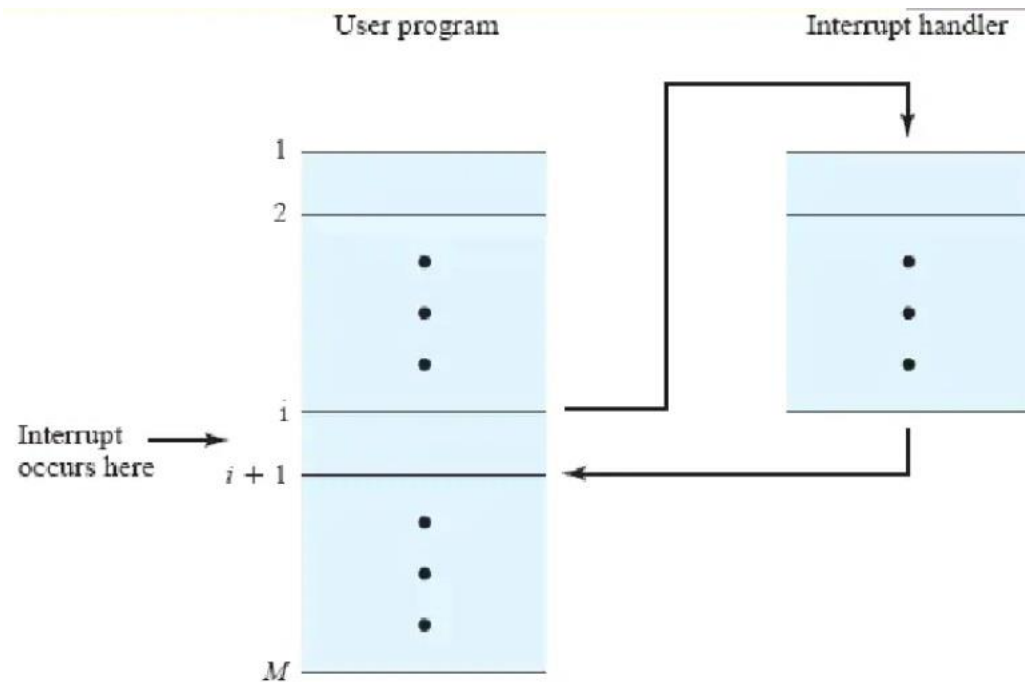 User program
Interrupt handler
1
2
i
Interrupt
occurs here
i + 1
M